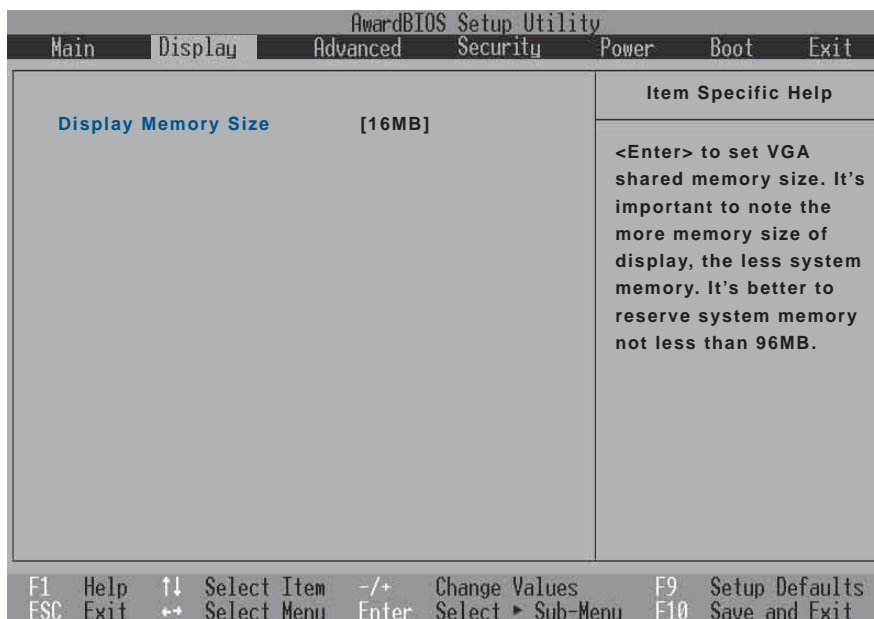 AwardBIOS Setup Utility
Main Display Advanced Security Power Boot Exit
Display Memory Size [16MB]
Item Specific Help
<Enter> to set VGA
shared memory size. It’s
important to note the
more memory size of
display, the less system
memory. It’s better to
reserve system memory
not less than 96MB.
F1 Help ↑↓ Select Item -/+ Change Values F9 Setup Defaults
ESC Exit ←→ Select Menu Enter Select ► Sub-Menu F10 Save and Exit